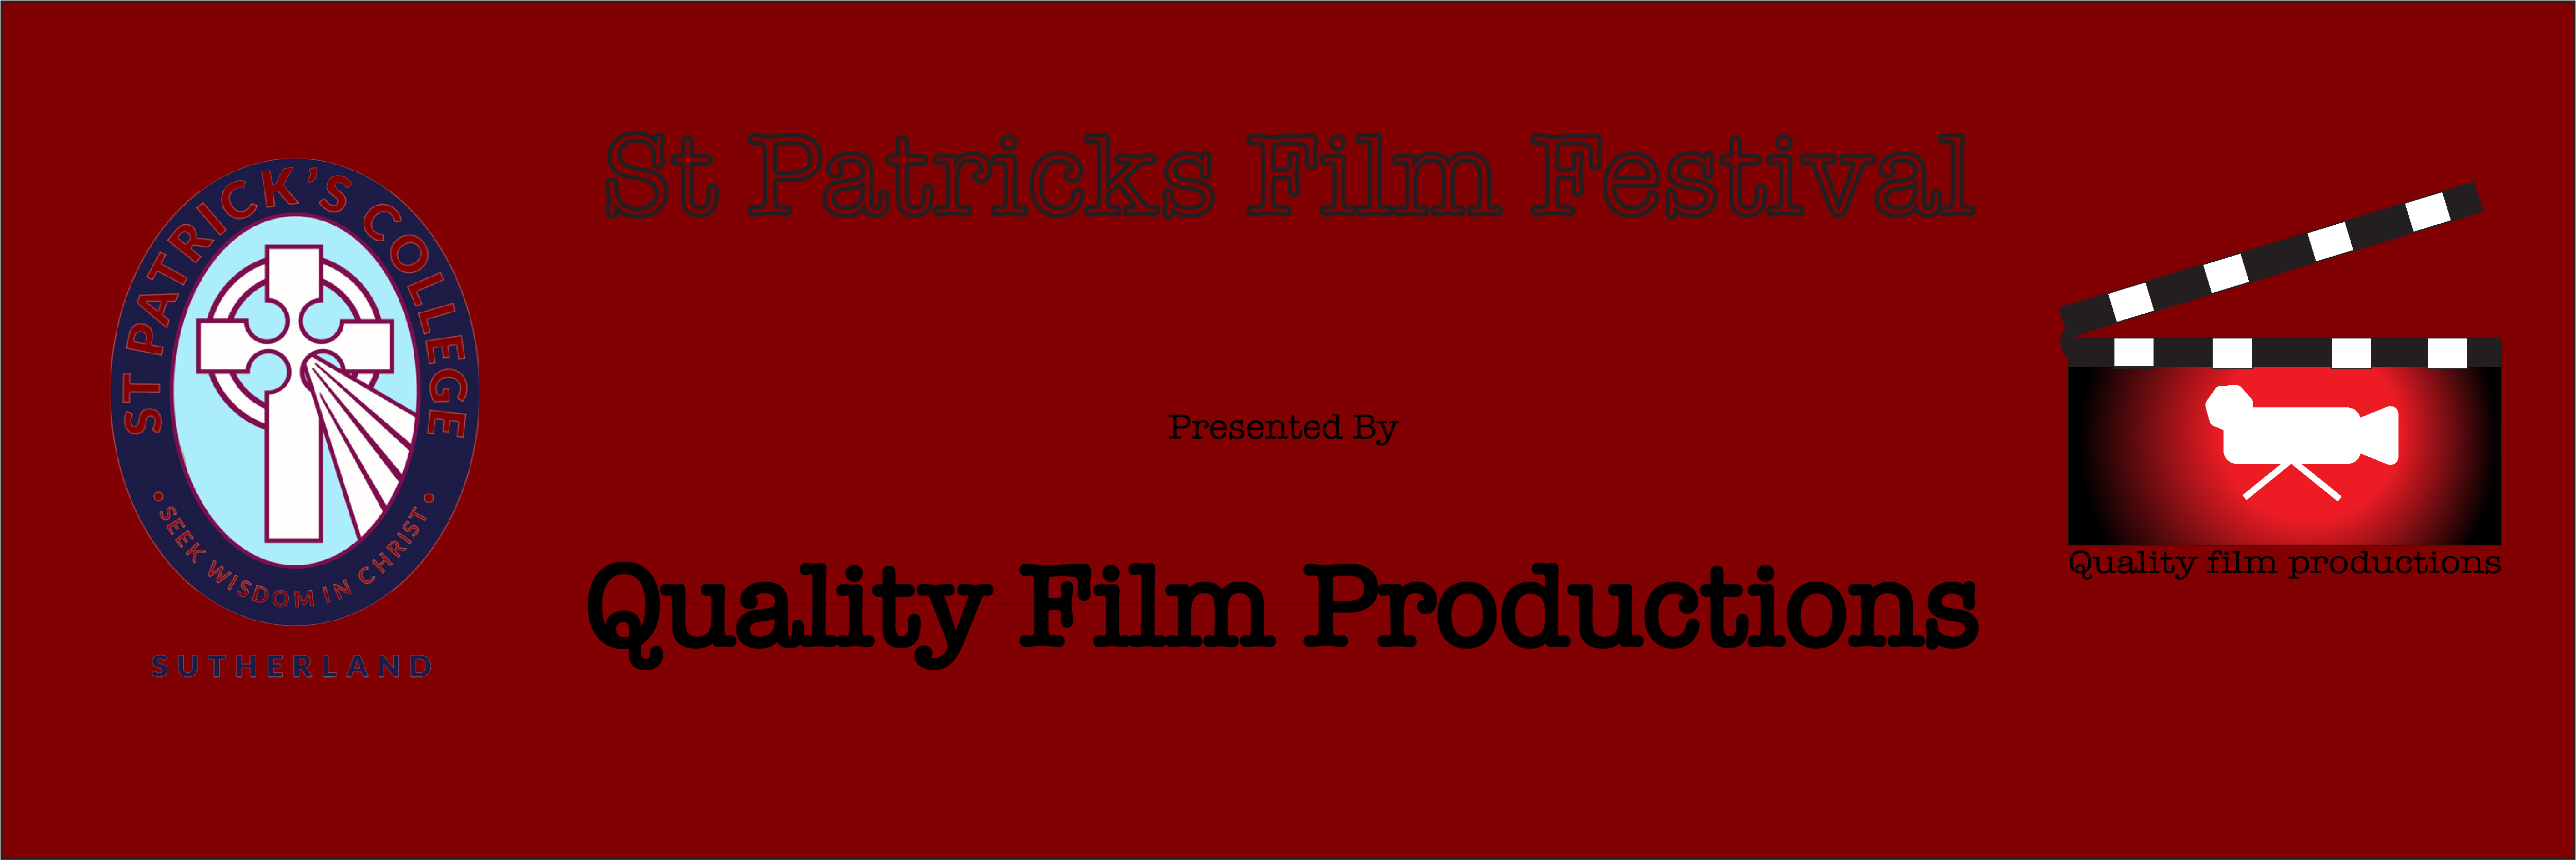 ST PATRICK'S COLLEGE
• SEEK WISDOM IN CHRIST •
SUTHERLAND
St Patricks Film Festival
Presented By
Quality Film Productions
Quality film productions